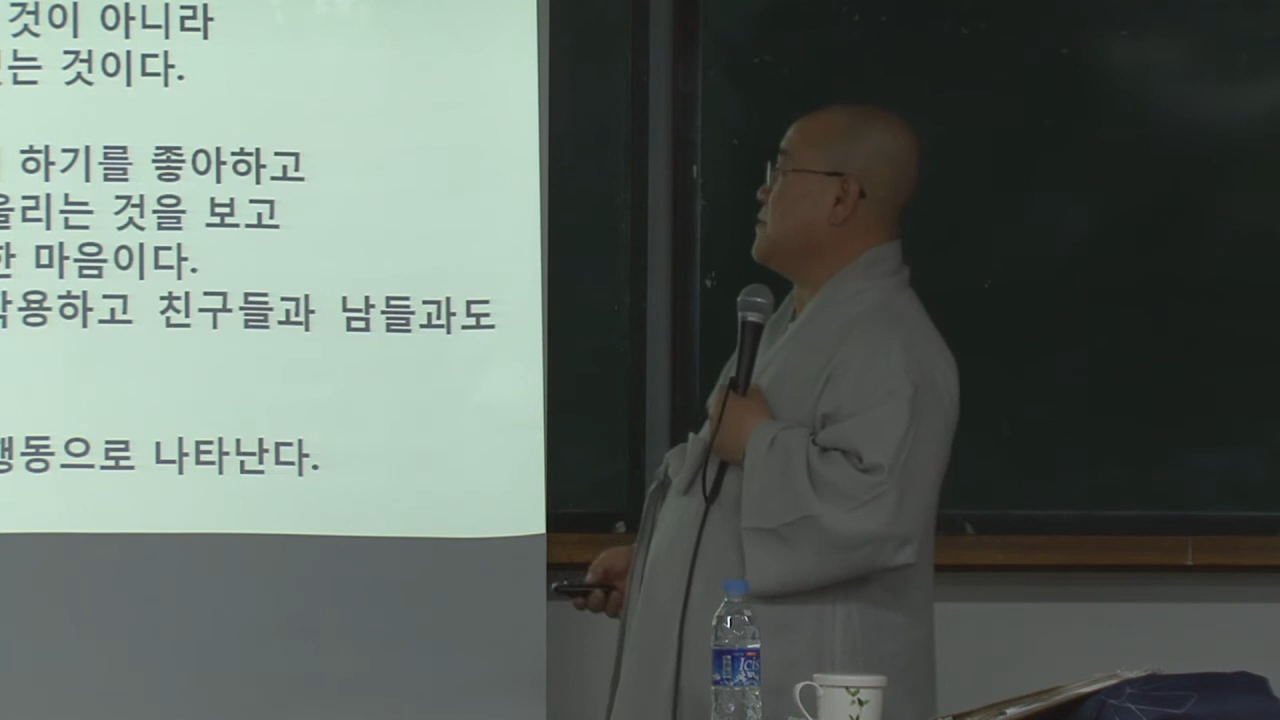 것이 아니라
는 것이다.
하기를 좋아하고
울리는 것을 보고
한 마음이다.
작용하고 친구들과 남들과도
행동으로 나타난다.
Icis